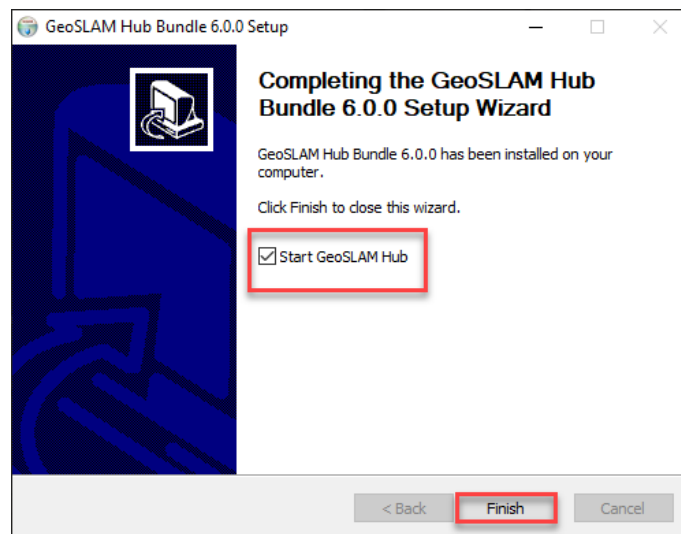 GeoSLAM Hub Bundle 6.0.0 Setup
Completing the GeoSLAM Hub
Bundle 6.0.0 Setup Wizard
GeoSLAM Hub Bundle 6.0.0 has been installed on your
computer.
Click Finish to close this wizard.
Start GeoSLAM Hub
< Back Finish Cancel